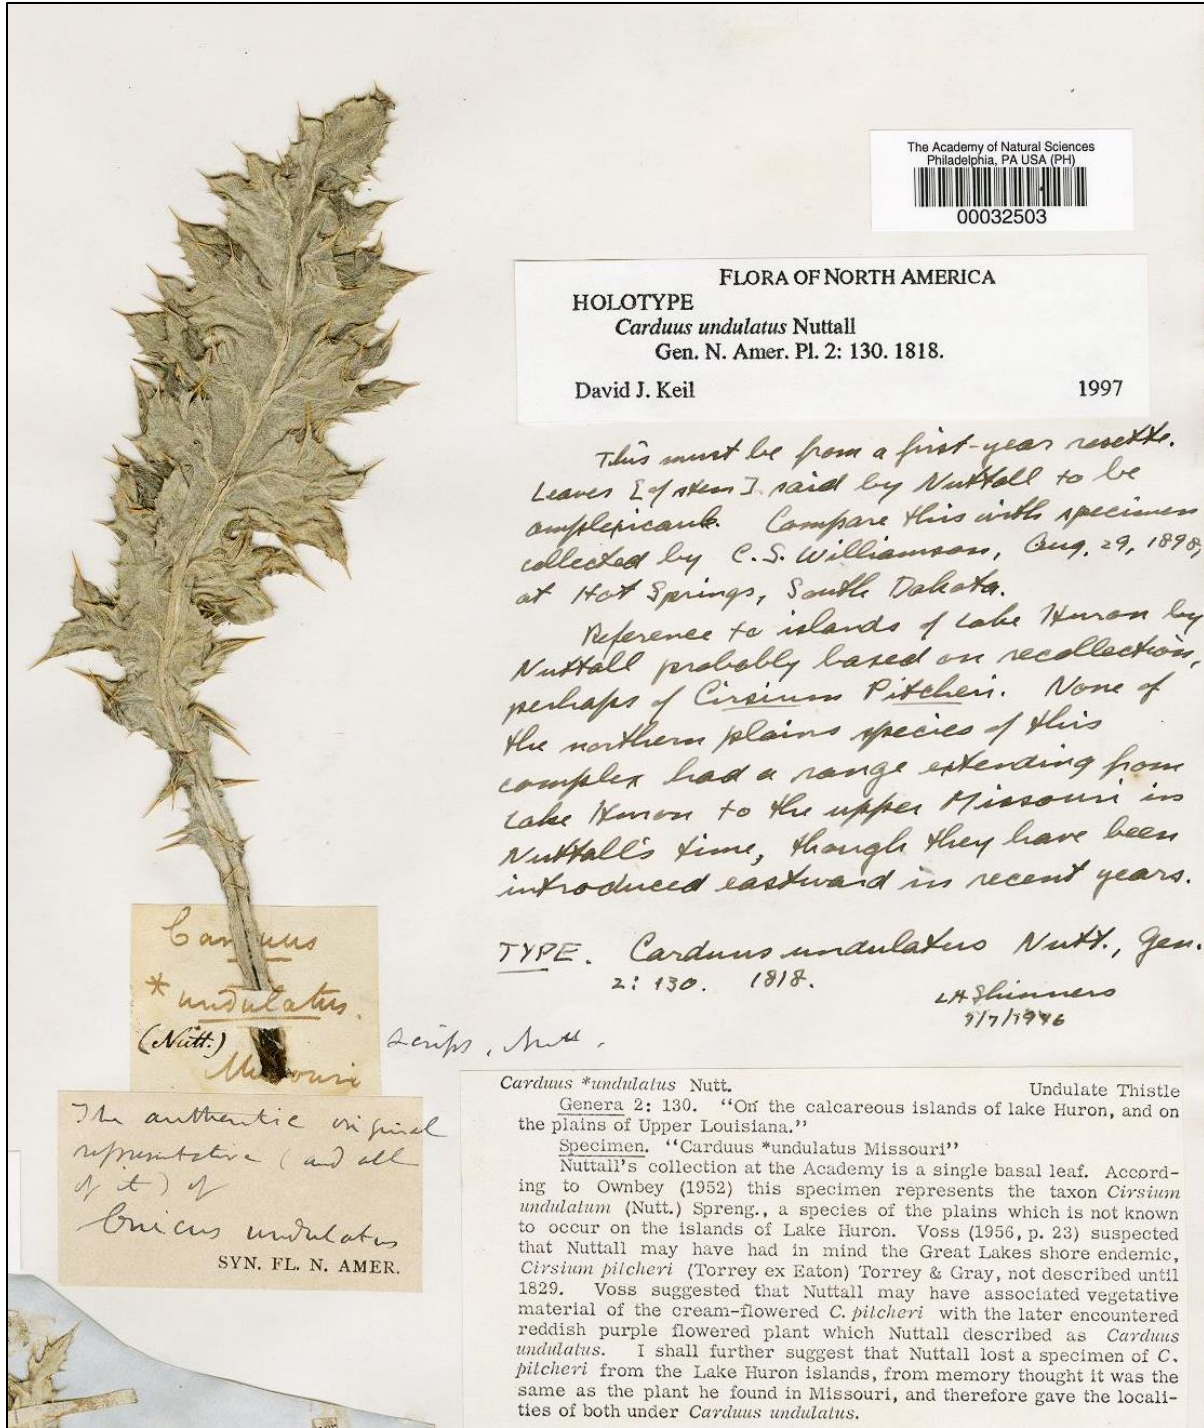 The Academy of Natural Sciences
Philadelphia, PA USA (PH)
00032503
FLORA OF NORTH AMERICA
HOLOTYPE
Carduus undulatus Nuttall
Gen. N. Amer. Pl. 2: 130. 1818.
David J. Keil 1997
This must be from a first-year rosette.
Leaves [of stem] said by Nuttall to be
amplexicaul. Compare this with specimen
collected by C.S. Williamson, Aug. 29, 1898,
at Hot Springs, South Dakota.
Reference to islands of Lake Huron by
Nuttall probably based on recollection,
perhaps of Cirsium Pitcheri. None of
the northern plains species of this
complex had a range extending from
Lake Huron to the upper Missouri in
Nuttall's time, though they have been
introduced eastward in recent years.
TYPE. Carduus undulatus Nutt., Gen.
2: 130. 1818.
LH Shinners
Carduus
* undulatus.
(Nutt.)
Missouri
scrips. Nutt.
The authentic original
representative (and all
of it) of
Cnicus undulatus
SYN. FL. N. AMER.
Carduus *undulatus Nutt. Undulate Thistle
Genera 2: 130. "On the calcareous islands of lake Huron, and on
the plains of Upper Louisiana."
Specimen. "Carduus *undulatus Missouri"
Nuttall's collection at the Academy is a single basal leaf. Accord-
ing to Ownbey (1952) this specimen represents the taxon Cirsium
undulatum (Nutt.) Spreng., a species of the plains which is not known
to occur on the islands of Lake Huron. Voss (1956, p. 23) suspected
that Nuttall may have had in mind the Great Lakes shore endemic,
Cirsium pitcheri (Torrey ex Eaton) Torrey & Gray, not described until
1829. Voss suggested that Nuttall may have associated vegetative
material of the cream-flowered C. pitcheri with the later encountered
reddish purple flowered plant which Nuttall described as Carduus
undulatus. I shall further suggest that Nuttall lost a specimen of C.
pitcheri from the Lake Huron islands, from memory thought it was the
same as the plant he found in Missouri, and therefore gave the locali-
ties of both under Carduus undulatus.